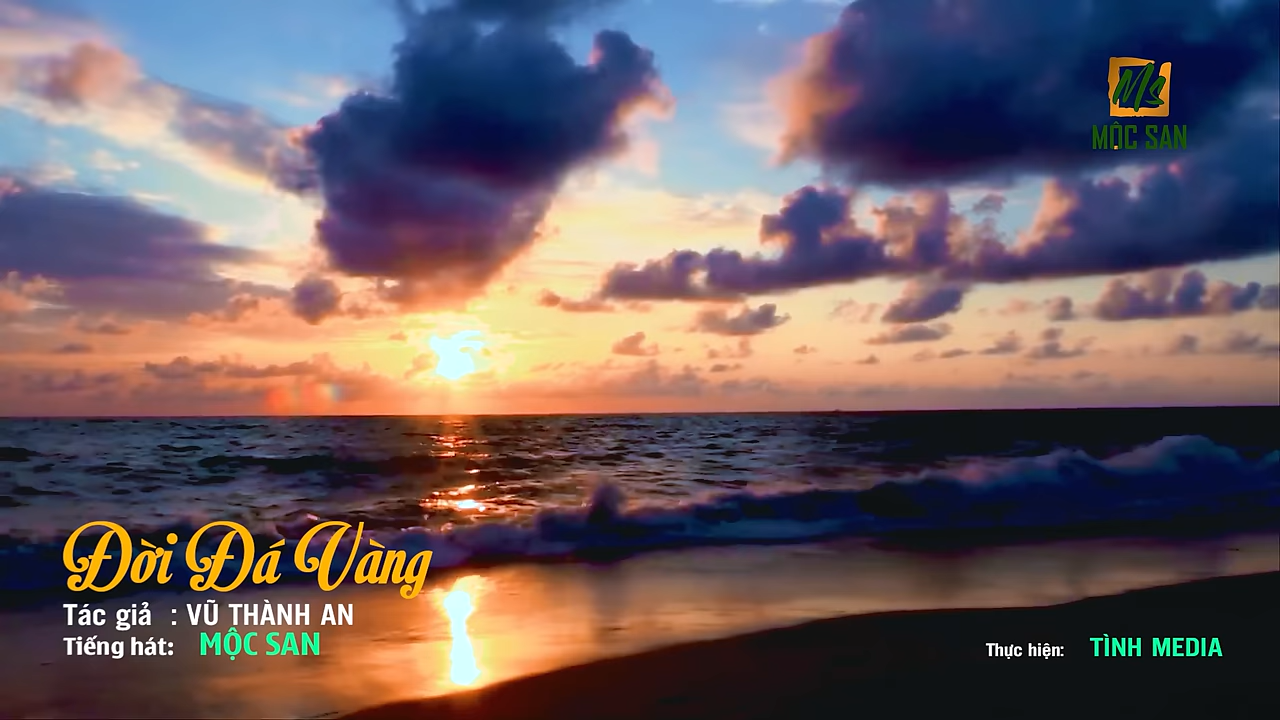 Ms
MỘC SAN
Đời Đá Vàng
Tác giả : VŨ THÀNH AN
Tiếng hát: MỘC SAN
Thực hiện: TÌNH MEDIA